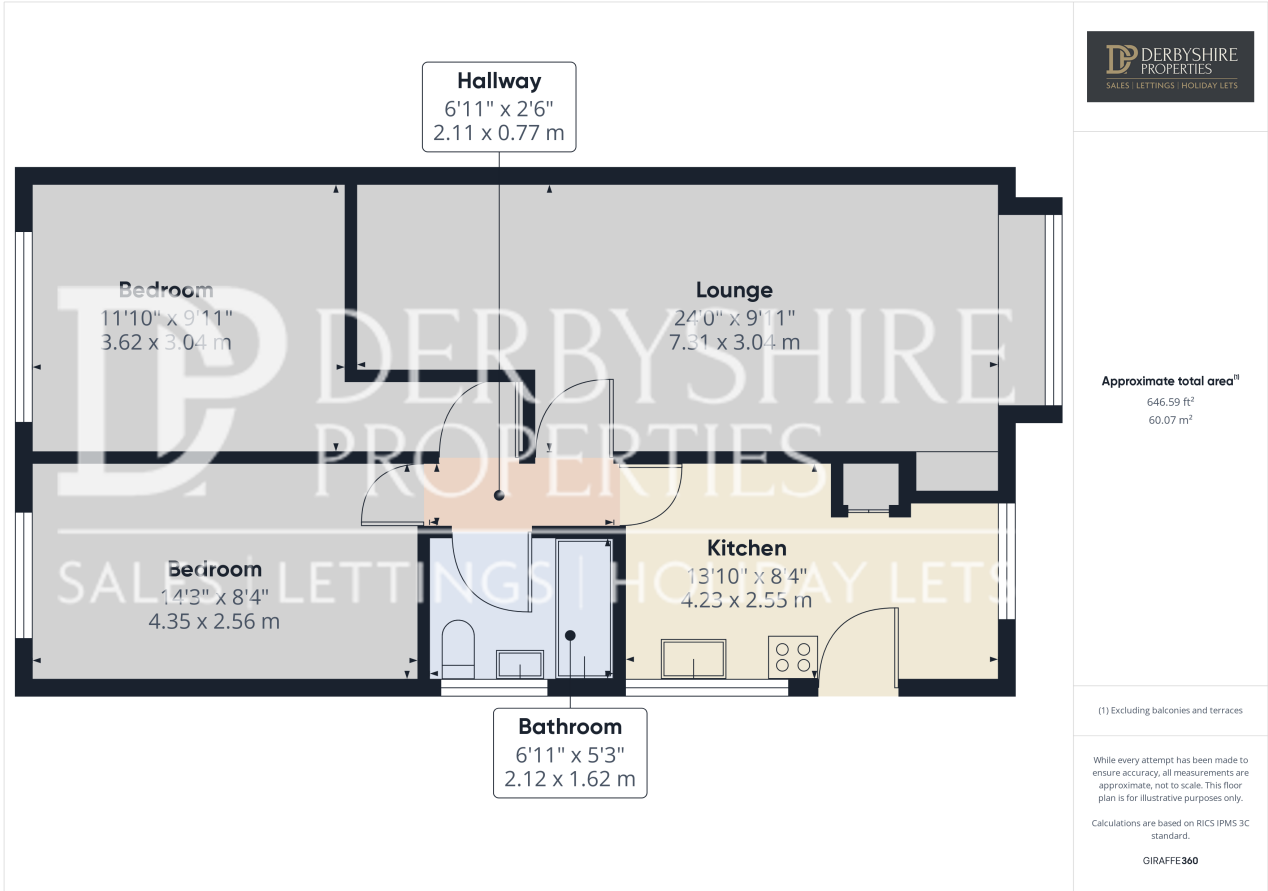 Hallway
6'11" x 2'6"
2.11 x 0.77 m
Bedroom
11'10" x 9'11"
3.62 x 3.04 m
Lounge
24'0" x 9'11"
7.31 x 3.04 m
DP DERBYSHIRE
PROPERTIES
SALES | LETTINGS | HOLIDAY LETS
Bedroom
14'3" x 8'4"
4.35 x 2.56 m
Kitchen
13'10" x 8'4"
4.23 x 2.55 m
Bathroom
6'11" x 5'3"
2.12 x 1.62 m
DP DERBYSHIRE
PROPERTIES
SALES | LETTINGS | HOLIDAY LETS
Approximate total area(1)
646.59 ft²
60.07 m²
(1) Excluding balconies and terraces
While every attempt has been made to
ensure accuracy, all measurements are
approximate, not to scale. This floor
plan is for illustrative purposes only.
Calculations are based on RICS IPMS 3C
standard.
GIRAFFE360